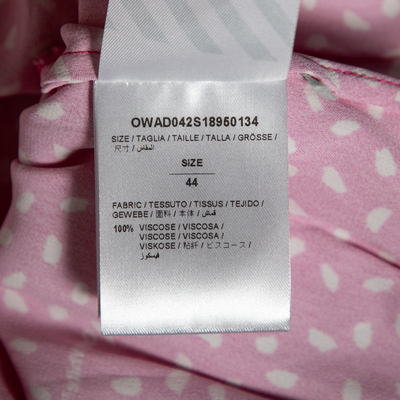 OWAD042S18960134
SIZE / TAGLIA / TAILLE / TALLA / GRÖSSE /
尺寸 / المقاس /
SIZE
44
FABRIC / TESSUTO / TISSUS / TEJIDO /
GEWEBE / 面料 / 本体 / قماش /
100% VISCOSE / VISCOSA /
VISCOSE / VISCOSA /
VISKOSE / 粘纤 / ビスコース /
فيسكوز /